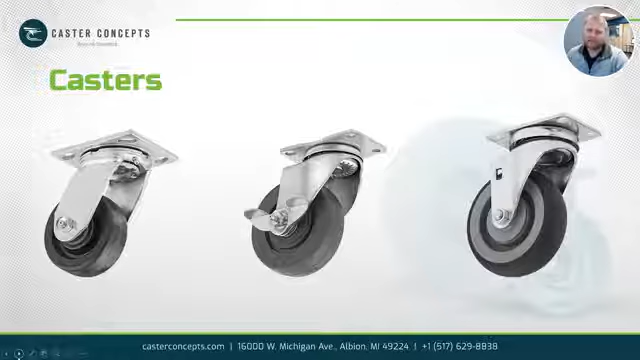 CASTER CONCEPTS
Casters
casterconcepts.com | 16000 W. Michigan Ave., Albion, MI 49224 | +1 (517) 629-8838